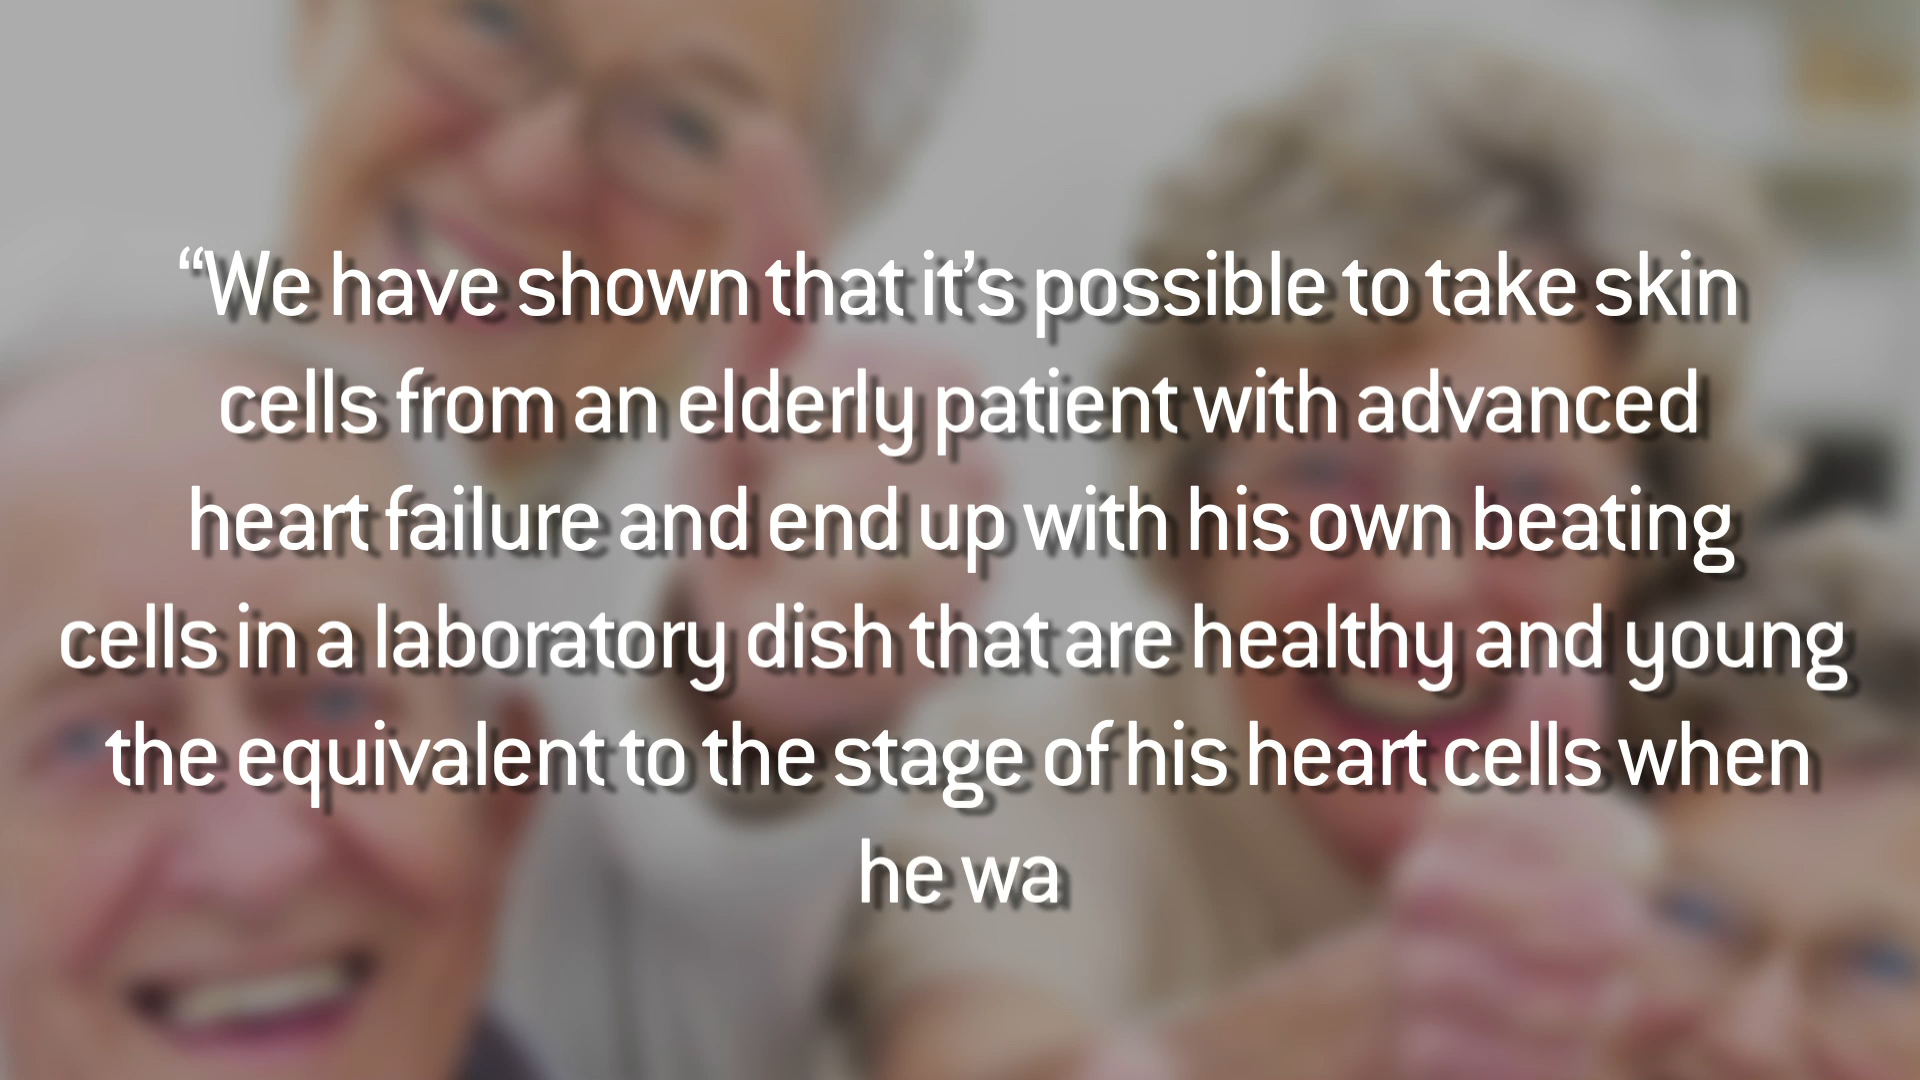 “We have shown that it’s possible to take skin
cells from an elderly patient with advanced
heart failure and end up with his own beating
cells in a laboratory dish that are healthy and young
the equivalent to the stage of his heart cells when
he wa